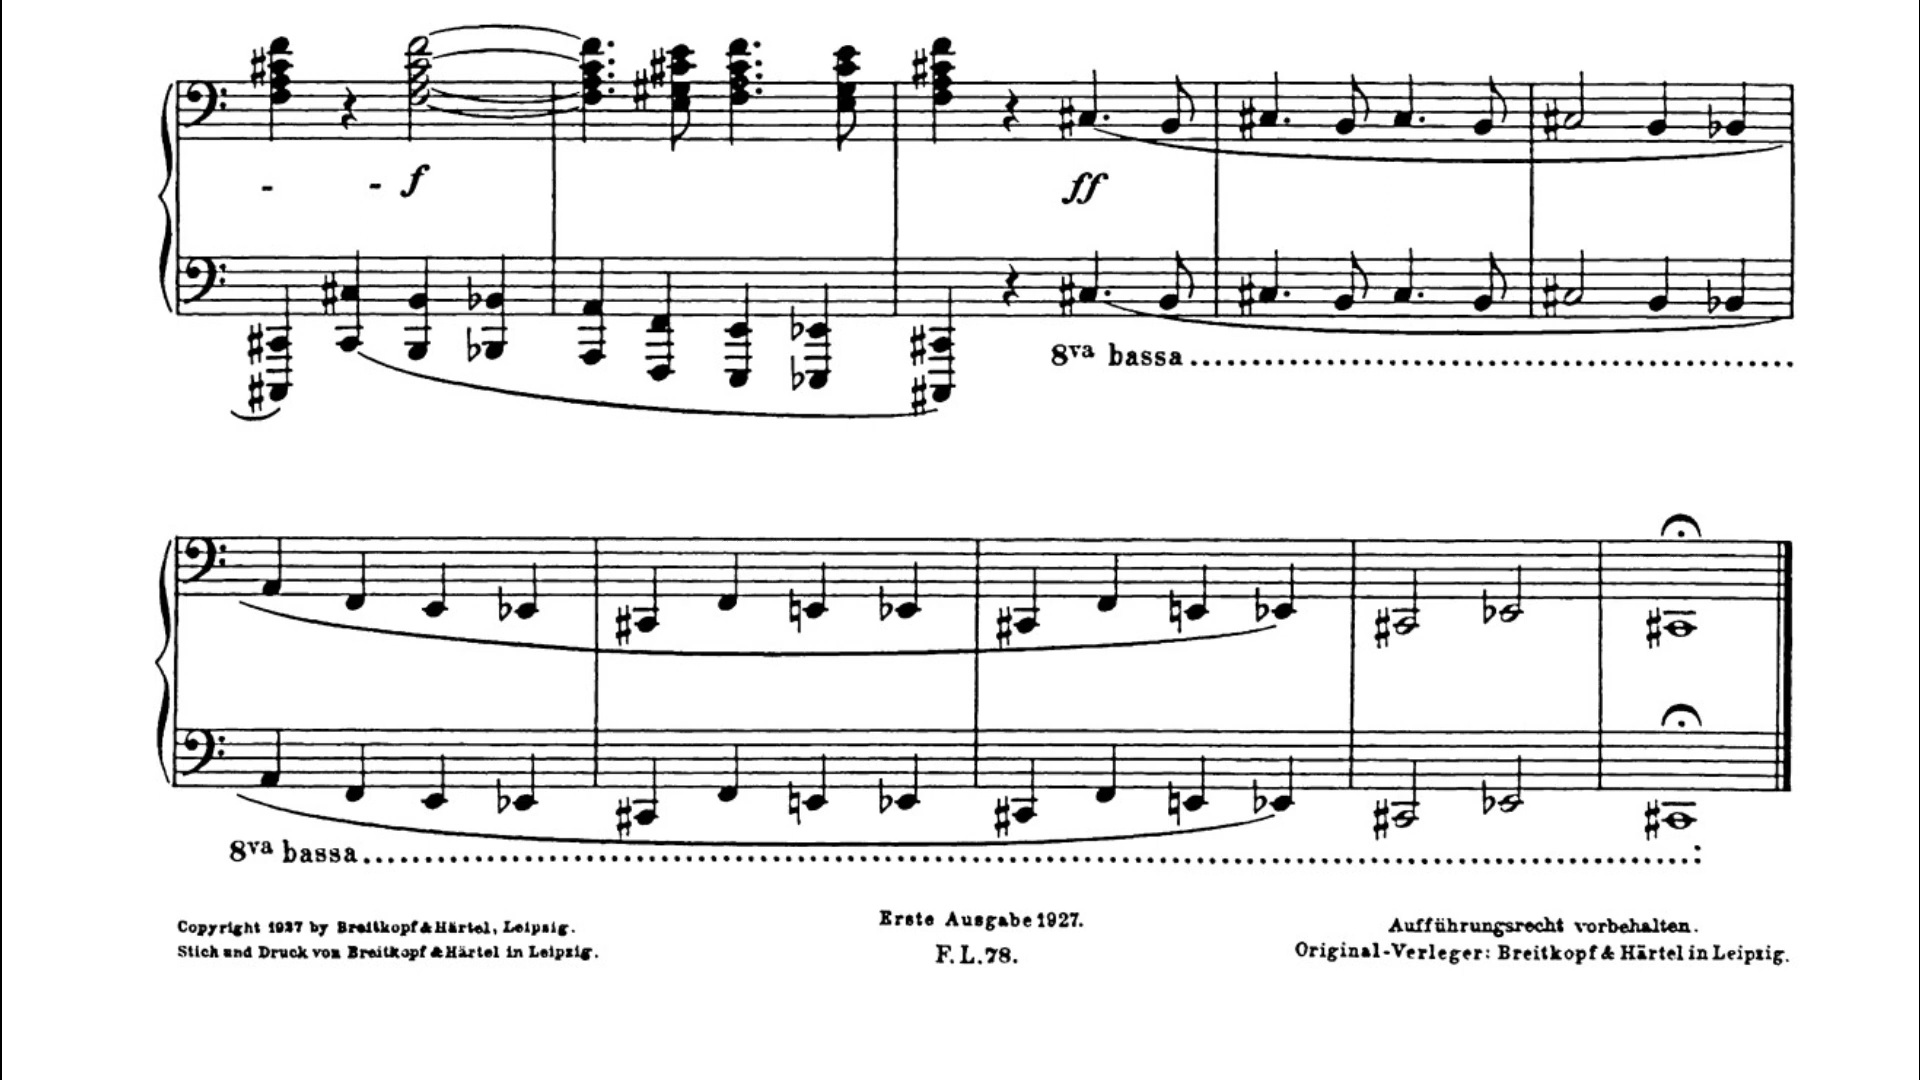 - - f
ff
8va bassa
8va bassa
Copyright 1927 by Breitkopf & Härtel, Leipzig.
Stich und Druck von Breitkopf & Härtel in Leipzig.
Erste Ausgabe 1927.
F. L. 78.
Aufführungsrecht vorbehalten.
Original-Verleger: Breitkopf & Härtel in Leipzig.